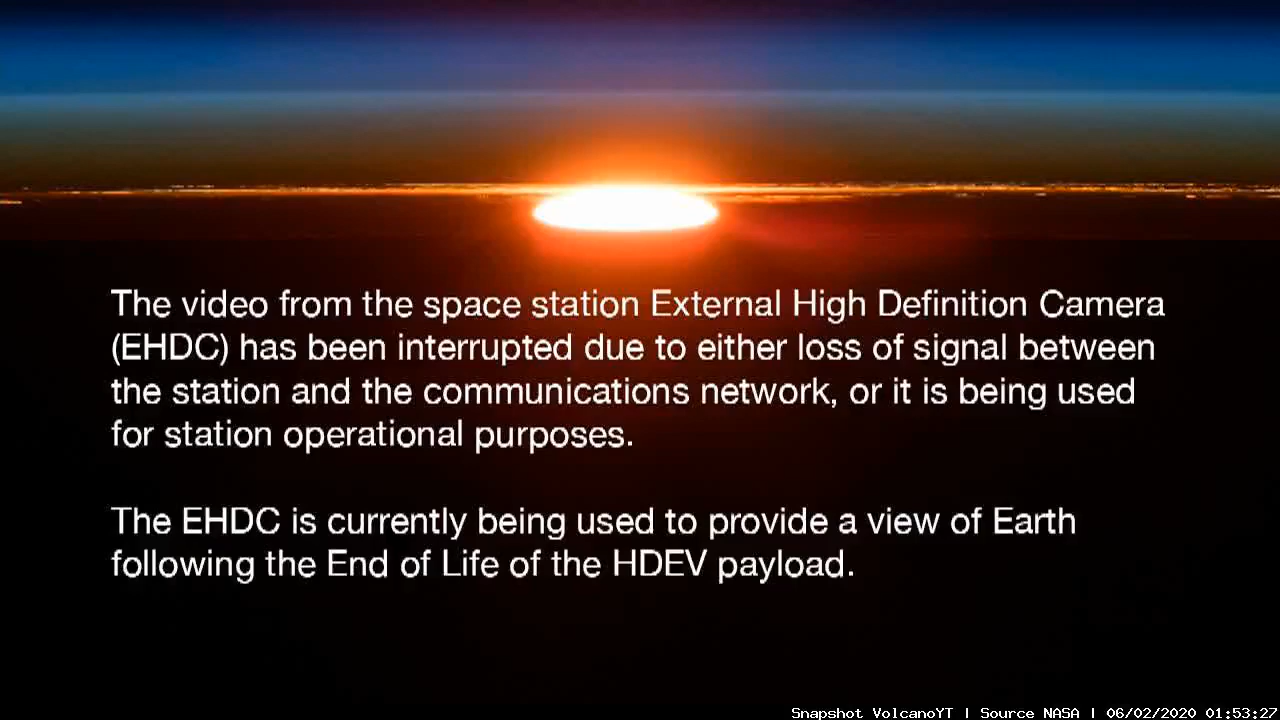 The video from the space station External High Definition Camera
(EHDC) has been interrupted due to either loss of signal between
the station and the communications network, or it is being used
for station operational purposes.
The EHDC is currently being used to provide a view of Earth
following the End of Life of the HDEV payload.
Snapshot VolcanoYT | Source NASA | 06/02/2020 01:53:27